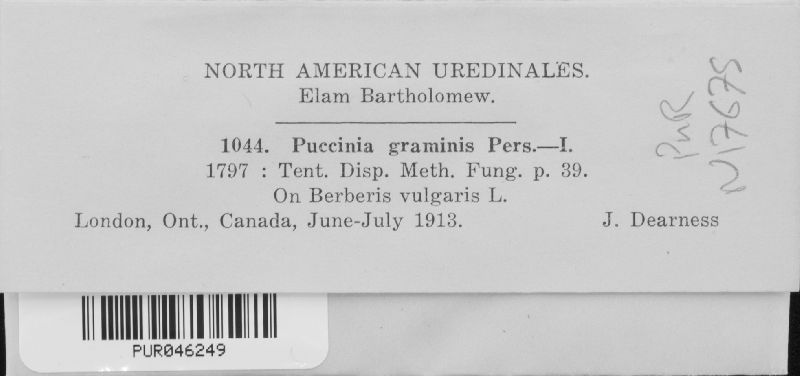 NORTH AMERICAN UREDINALES.
Elam Bartholomew.
1044. Puccinia graminis Pers.—I.
1797 : Tent. Disp. Meth. Fung. p. 39.
On Berberis vulgaris L.
London, Ont., Canada, June-July 1913. J. Dearness
PUR
N17675
PUR046249